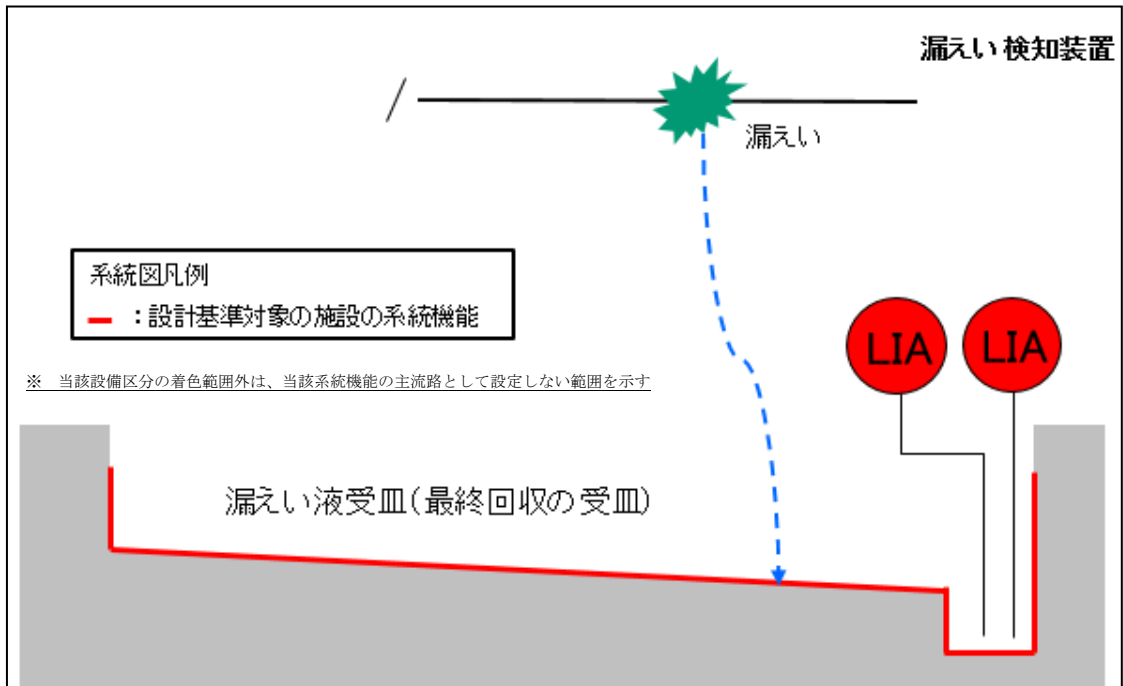 漏えい検知装置
漏えい
系統図凡例
：設計基準対象の施設の系統機能
※　当該設備区分の着色範囲外は、当該系統機能の主流路として設定しない範囲を示す
LIA LIA
漏えい液受皿(最終回収の受皿)